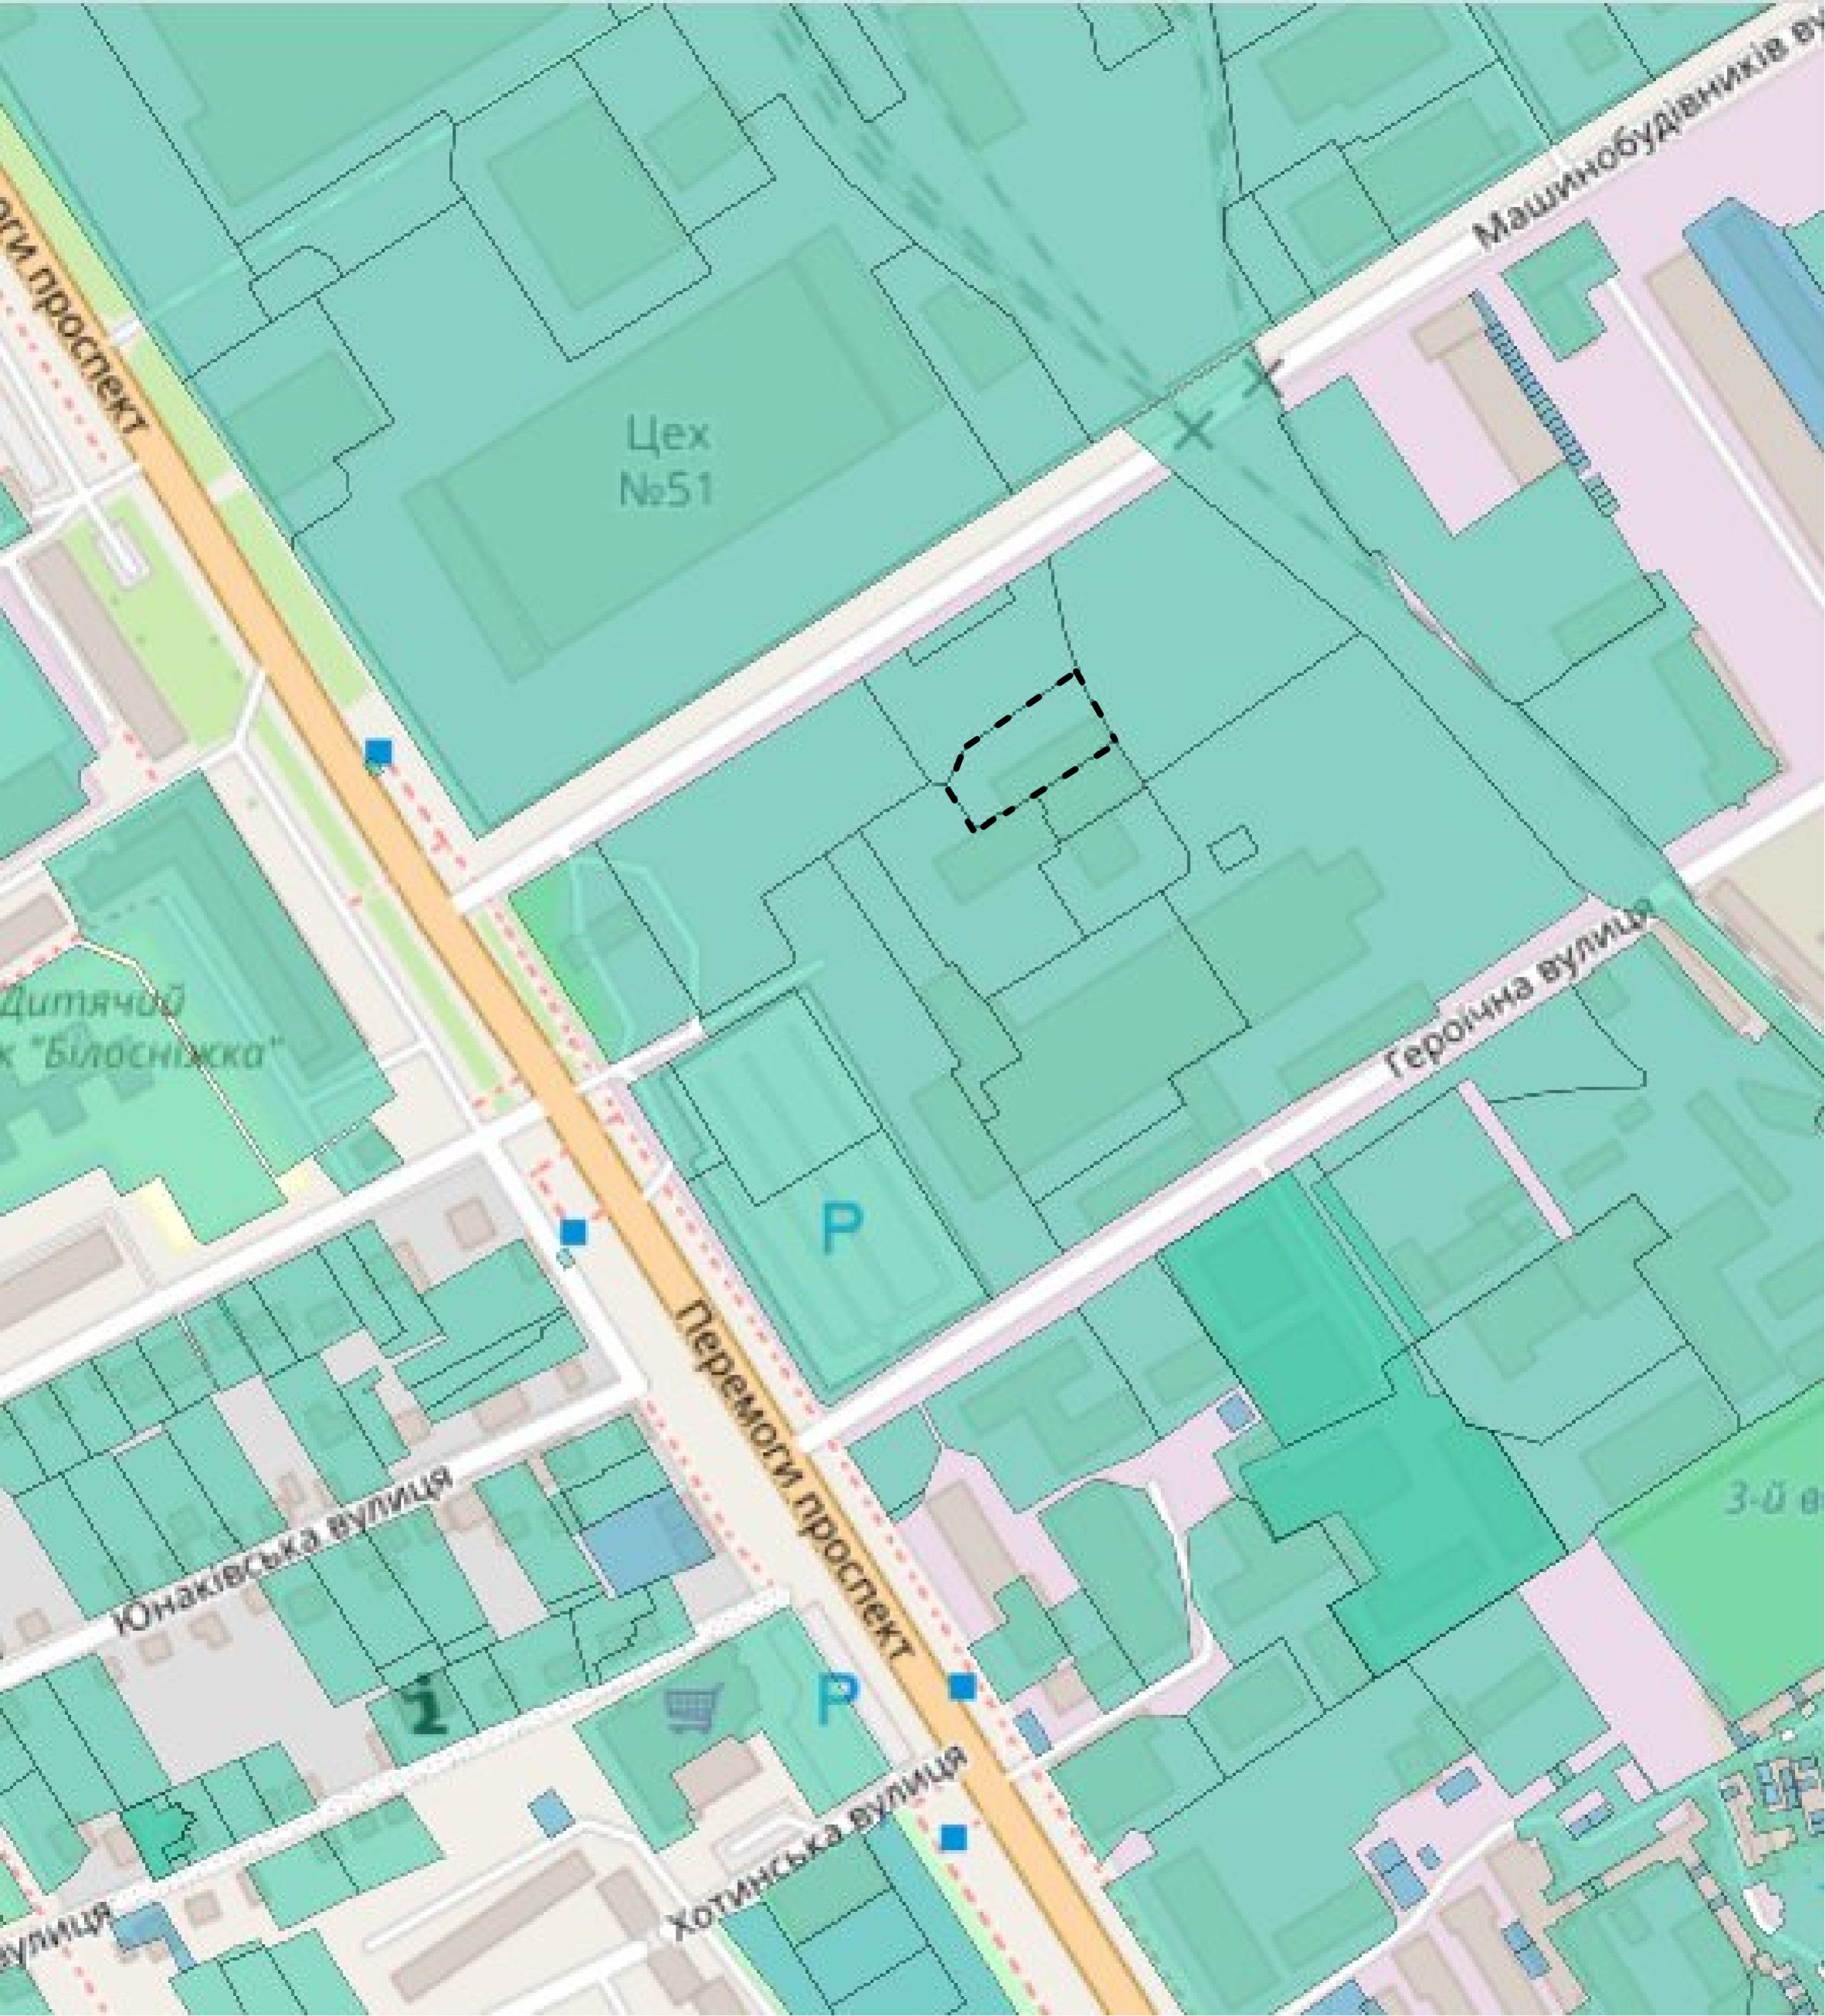 Машинобудівників ву
оги проспект
Цех
№51
Дитячий
к "Білосніжка"
Героїчна вулиця
P
Перемоги проспект
Юнаківська вулиця
3-й в
P
Хотинська вулиця
вулиця